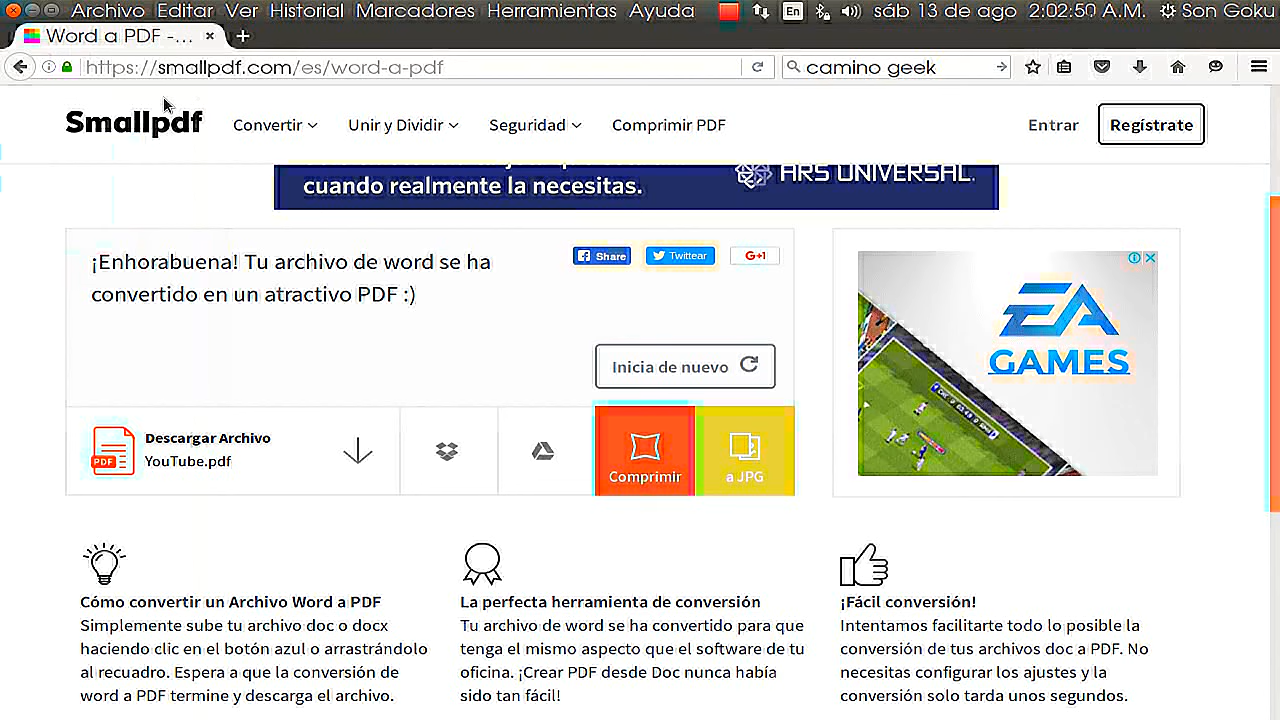 Archivo Editar Ver Historial Marcadores Herramientas Ayuda En sáb 13 de ago 2:02:50 A.M. Son Goku
Word a PDF -... × +
https://smallpdf.com/es/word-a-pdf camino geek
Smallpdf Convertir Unir y Dividir Seguridad Comprimir PDF Entrar Regístrate
cuando realmente la necesitas. ARS UNIVERSAL.
¡Enhorabuena! Tu archivo de word se ha
convertido en un atractivo PDF :)
Share Twittear G+1
Inicia de nuevo
EA
GAMES
PDF
Descargar Archivo
YouTube.pdf
Comprimir
a JPG
Cómo convertir un Archivo Word a PDF
Simplemente sube tu archivo doc o docx
haciendo clic en el botón azul o arrastrándolo
al recuadro. Espera a que la conversión de
word a PDF termine y descarga el archivo.
La perfecta herramienta de conversión
Tu archivo de word se ha convertido para que
tenga el mismo aspecto que el software de tu
oficina. ¡Crear PDF desde Doc nunca había
sido tan fácil!
¡Fácil conversión!
Intentamos facilitarte todo lo posible la
conversión de tus archivos doc a PDF. No
necesitas configurar los ajustes y la
conversión solo tarda unos segundos.